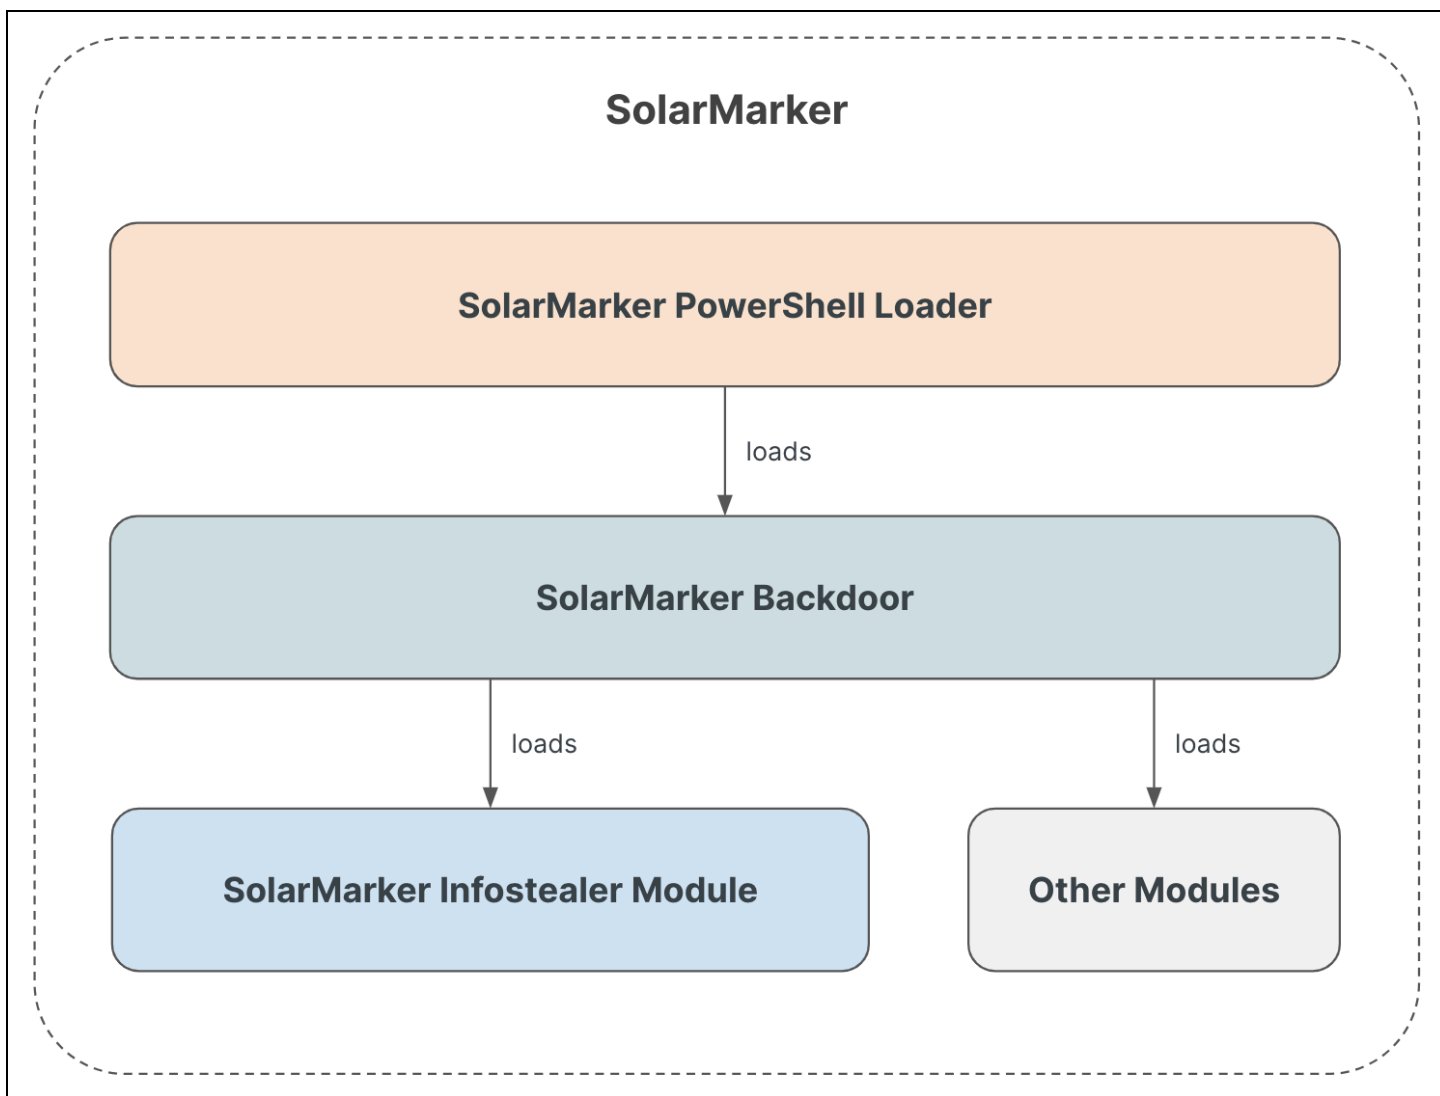 SolarMarker
SolarMarker PowerShell Loader
loads
SolarMarker Backdoor
loads
loads
SolarMarker Infostealer Module
Other Modules